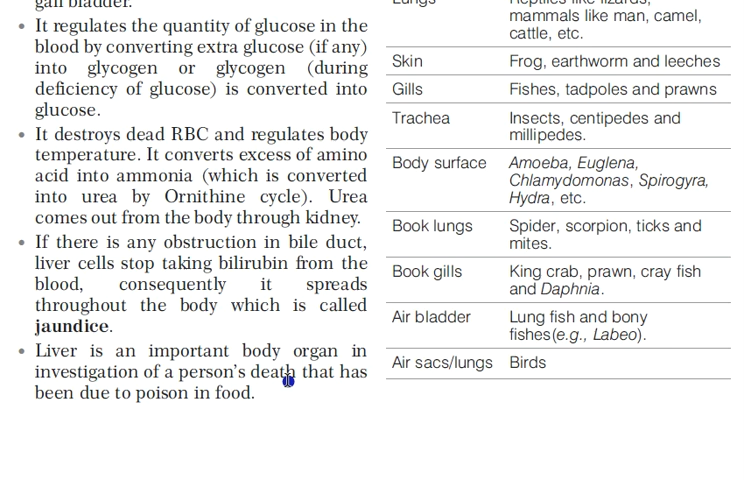 gall bladder.
It regulates the quantity of glucose in the
blood by converting extra glucose (if any)
into glycogen or glycogen (during
deficiency of glucose) is converted into
glucose.
It destroys dead RBC and regulates body
temperature. It converts excess of amino
acid into ammonia (which is converted
into urea by Ornithine cycle). Urea
comes out from the body through kidney.
If there is any obstruction in bile duct,
liver cells stop taking bilirubin from the
blood, consequently it spreads
throughout the body which is called
jaundice.
Liver is an important body organ in
investigation of a person's death that has
been due to poison in food.
Lungs Reptiles like lizards,
mammals like man, camel,
cattle, etc.
Skin Frog, earthworm and leeches
Gills Fishes, tadpoles and prawns
Trachea Insects, centipedes and
millipedes.
Body surface Amoeba, Euglena,
Chlamydomonas, Spirogyra,
Hydra, etc.
Book lungs Spider, scorpion, ticks and
mites.
Book gills King crab, prawn, cray fish
and Daphnia.
Air bladder Lung fish and bony
fishes(e.g., Labeo).
Air sacs/lungs Birds